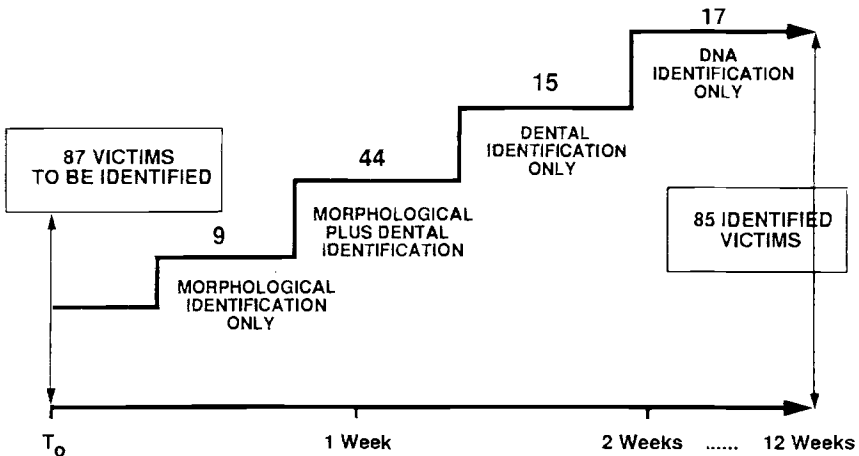 17
DNA
IDENTIFICATION
ONLY
15
DENTAL
IDENTIFICATION
ONLY
87 VICTIMS
TO BE IDENTIFIED
44
MORPHOLOGICAL
PLUS DENTAL
IDENTIFICATION
85 IDENTIFIED
VICTIMS
9
MORPHOLOGICAL
IDENTIFICATION
ONLY
To 1 Week 2 Weeks ...... 12 Weeks